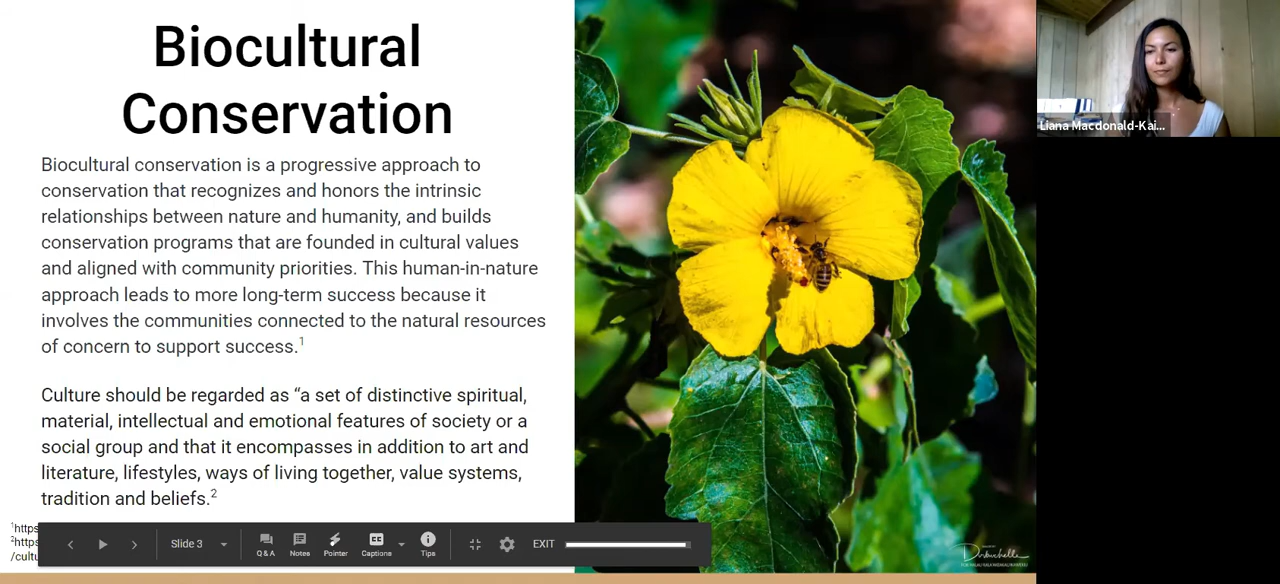 Biocultural
Conservation
Biocultural conservation is a progressive approach to
conservation that recognizes and honors the intrinsic
relationships between nature and humanity, and builds
conservation programs that are founded in cultural values
and aligned with community priorities. This human-in-nature
approach leads to more long-term success because it
involves the communities connected to the natural resources
of concern to support success.¹
Culture should be regarded as “a set of distinctive spiritual,
material, intellectual and emotional features of society or a
social group and that it encompasses in addition to art and
literature, lifestyles, ways of living together, value systems,
tradition and beliefs.²
¹https
²https
/cultu
Slide 3
Q & A
Notes
Pointer
Captions
Tips
EXIT
Liana Macdonald-Kai...